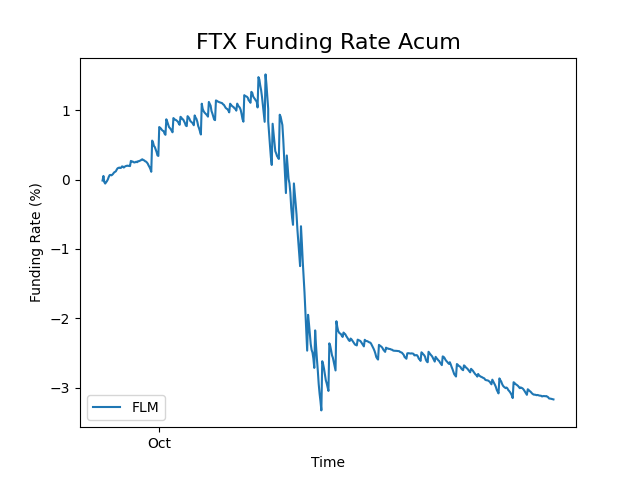 FTX Funding Rate Acum
Funding Rate (%)
1
0
−1
−2
−3
FLM
Oct
Time